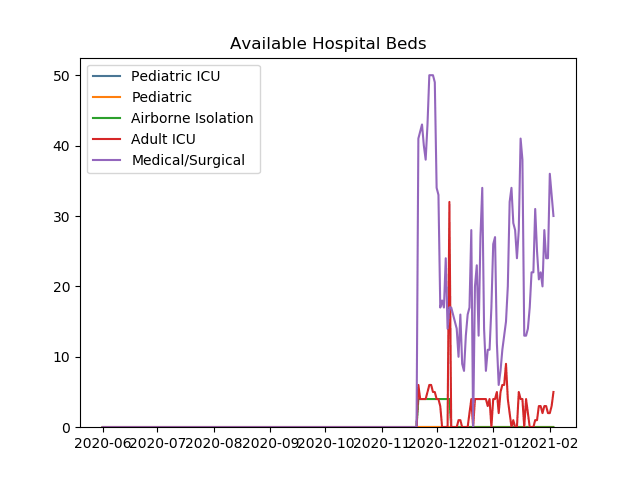 Available Hospital Beds
50
40
30
20
10
0
Pediatric ICU
Pediatric
Airborne Isolation
Adult ICU
Medical/Surgical
2020-06 2020-07 2020-08 2020-09 2020-10 2020-11 2020-12 2021-01 2021-02